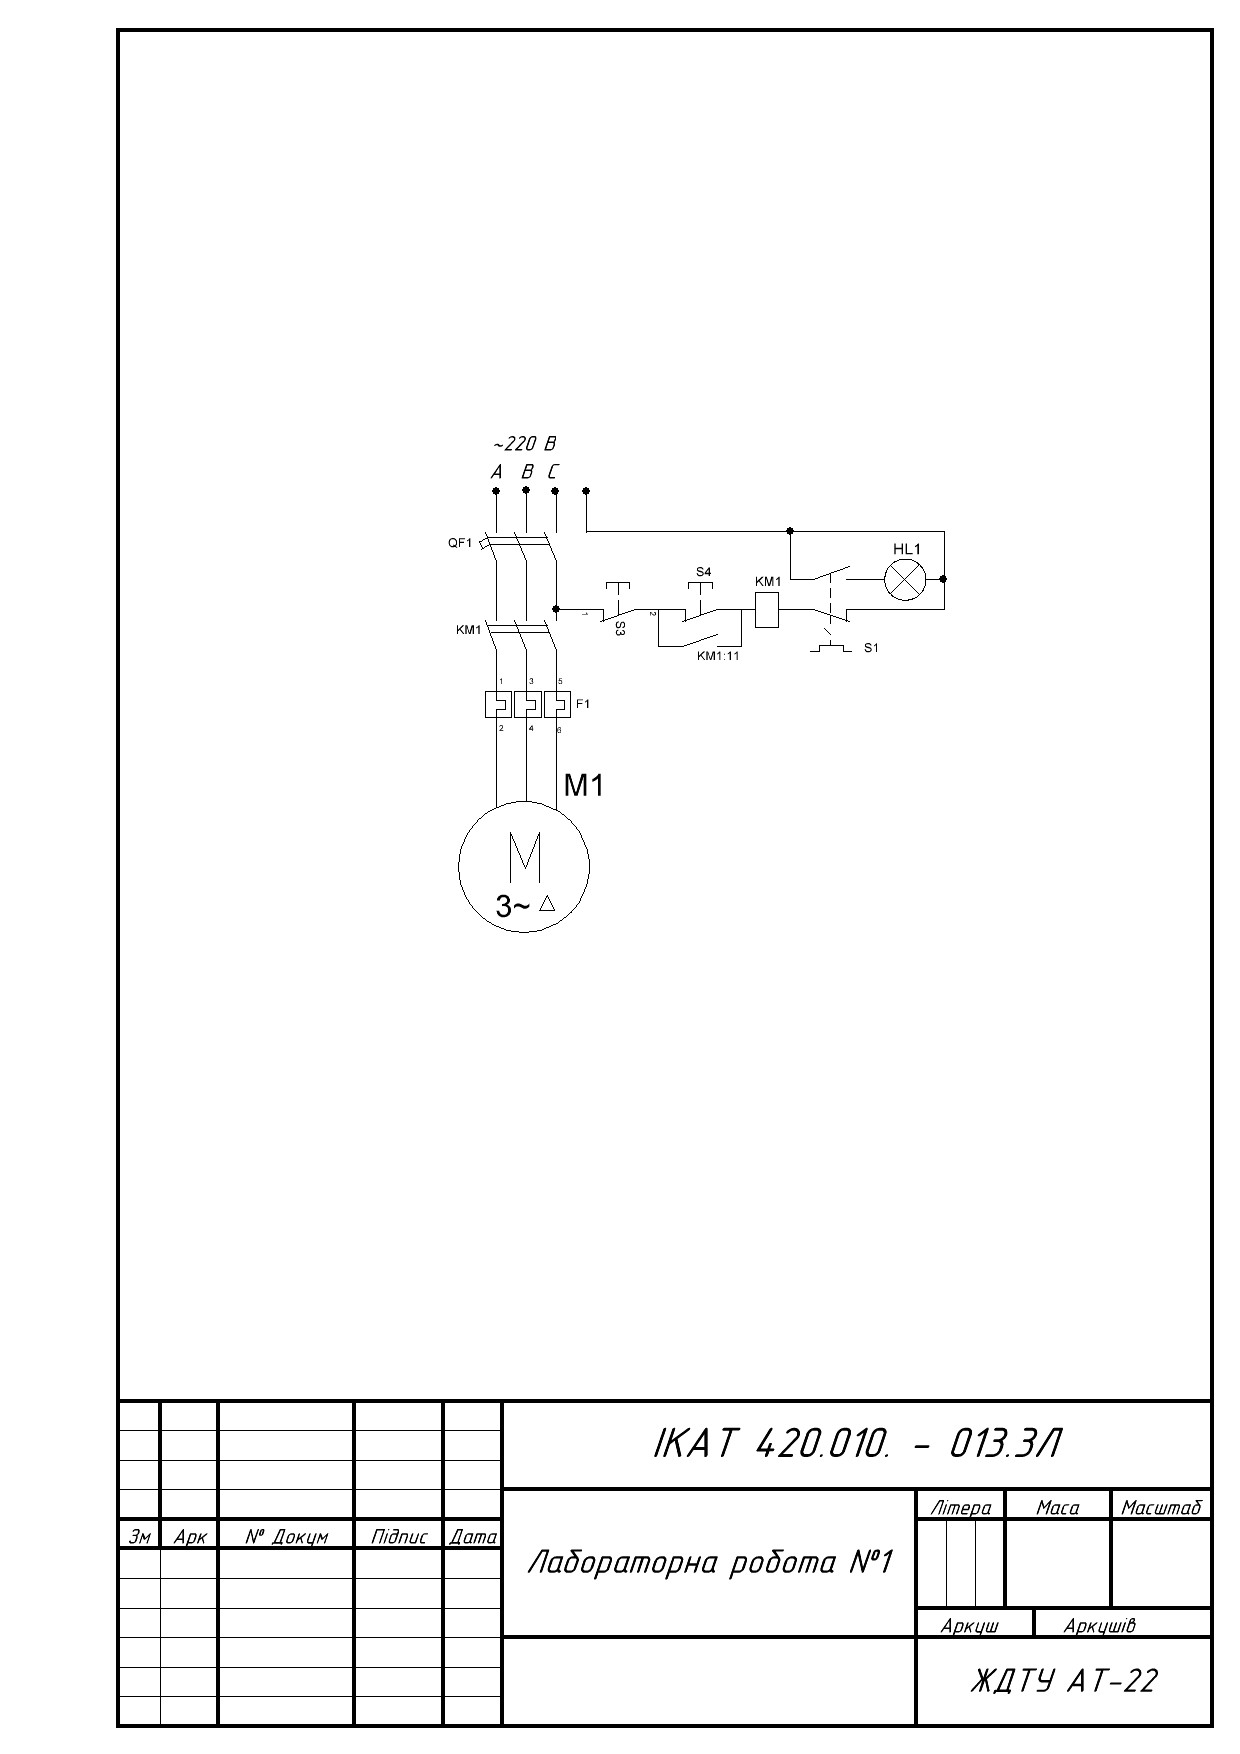 ~220 В
А В С
QF1
HL1
S4
KM1
1
S3
2
KM1
KM1:11
S1
1 3 5
F1
2 4 6
M1
M
3~
ІКАТ 420.010. - 013.ЗЛ
Літера Маса Масштаб
Зм Арк № Докум Підпис Дата
Лабораторна робота №1
Аркуш Аркушів
ЖДТУ АТ-22